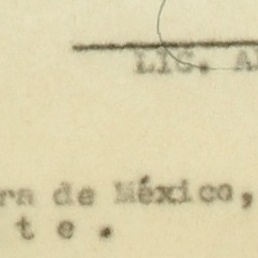 LIC. A
ra de México,
t e .